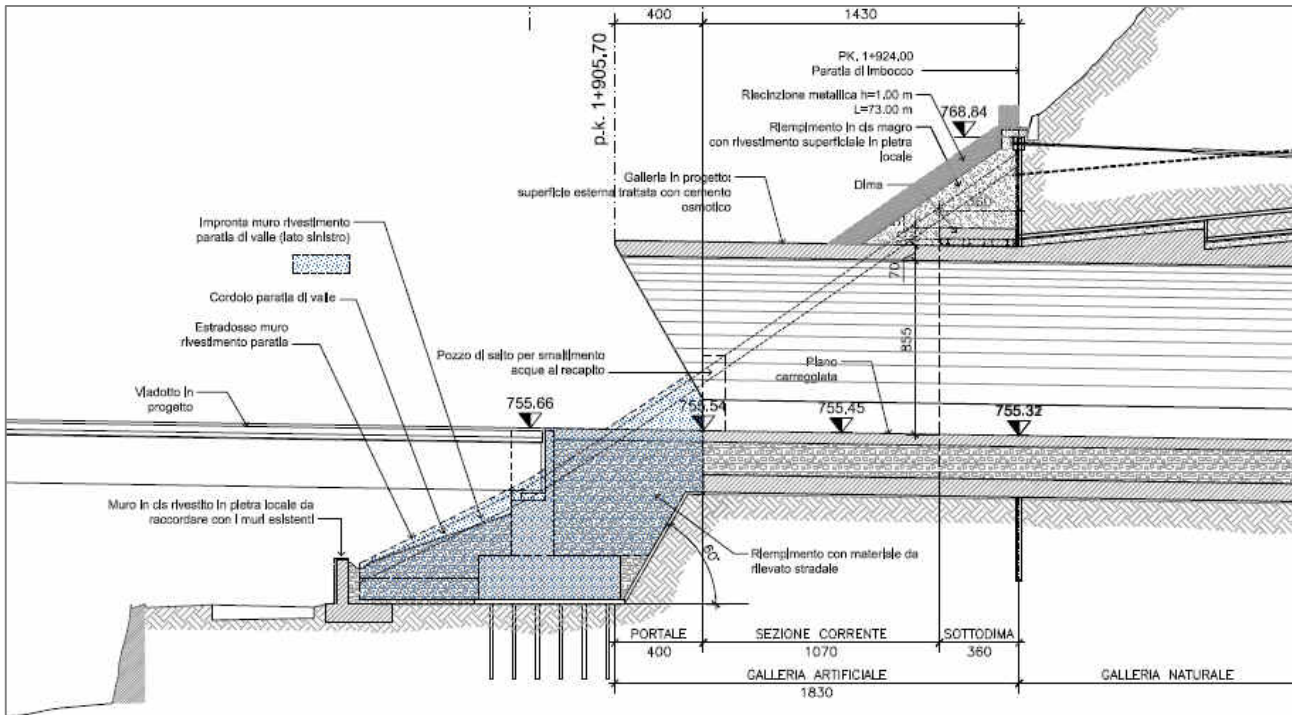 400
1430
p.k. 1+905,70
PK. 1+924,00
Paratia di imbocco
Riecinzione metallica h=1.00 m
L=73.00 m
768,84
Riempimento in cls magro
con rivestimento superficiale in pietra
locale
Galleria in progetto:
superficie esterna trattata con cemento
osmotico
Dima
360
Impronta muro rivestimento
paratia di valle (lato sinistro)
70
Cordolo paratia di valle
Estradosso muro
rivestimento paratia
855
Pozzo di salto per smaltimento
acque al recapito
Piano
carreggiata
Viadotto in
progetto
755.66
755.54
755,45
755.32
Muro in cls rivestito in pietra locale da
raccordare con i muri esistenti
60°
Riempimento con materiale da
rilevato stradale
PORTALE
SEZIONE CORRENTE
SOTTODIMA
400
1070
360
GALLERIA ARTIFICIALE
GALLERIA NATURALE
1830